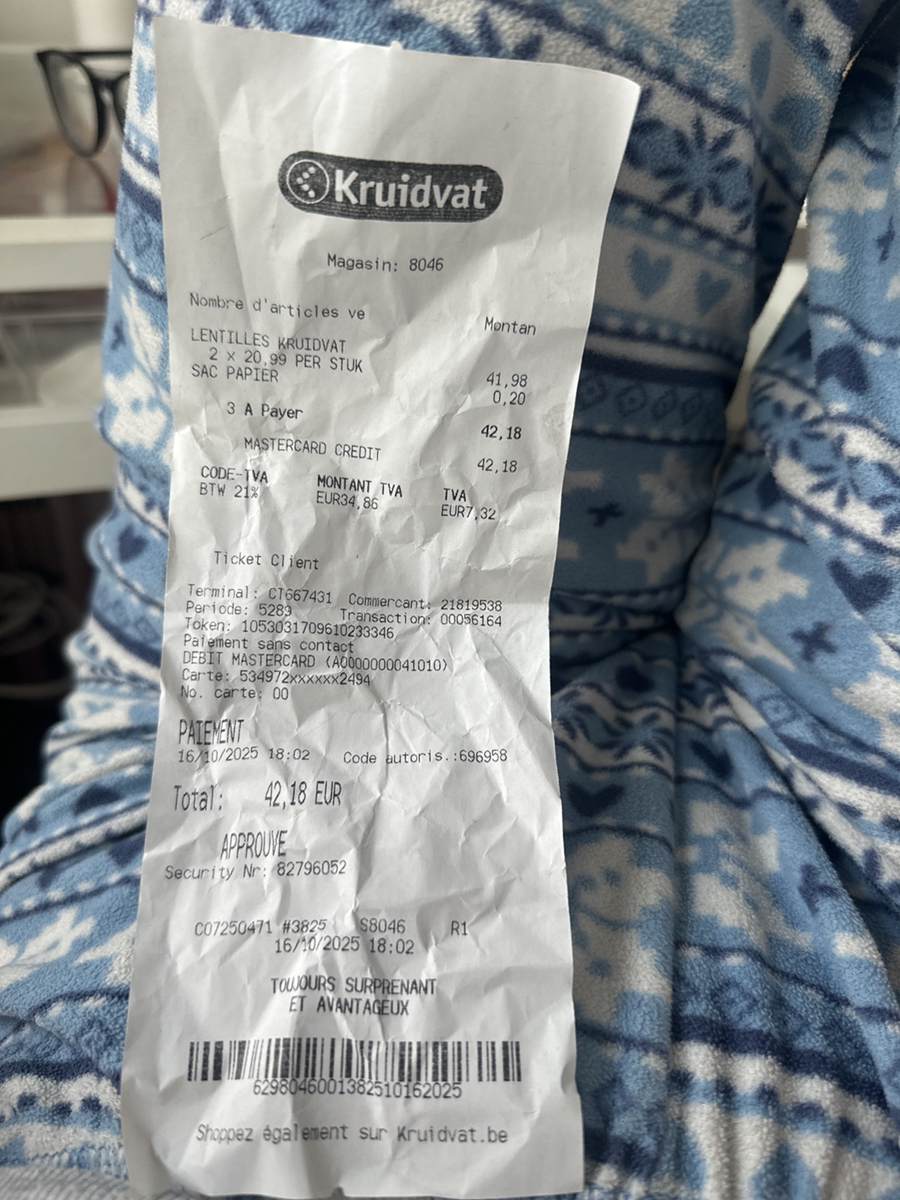 Kruidvat
Magasin: 8046
Nombre d'articles ve Montan
LENTILLES KRUIDVAT
2 x 20,99 PER STUK 41,98
SAC PAPIER 0,20
3 A Payer 42,18
MASTERCARD CREDIT 42,18
CODE-TVA MONTANT TVA TVA
BTW 21% EUR34,86 EUR7,32
Ticket Client
Terminal: CT667431 Commercant: 21819538
Periode: 5289 Transaction: 00056164
Token: 1053031709610233346
Paiement sans contact
DEBIT MASTERCARD (A0000000041010)
Carte: 534972xxxxxx2494
No. carte: 00
PAIEMENT
16/10/2025 18:02 Code autoris.:696958
Total: 42,18 EUR
APPROUVE
Security Nr: 82796052
C07250471 #3825 S8046 R1
16/10/2025 18:02
TOUJOURS SURPRENANT
ET AVANTAGEUX
6298046001382510162025
Shoppez également sur Kruidvat.be